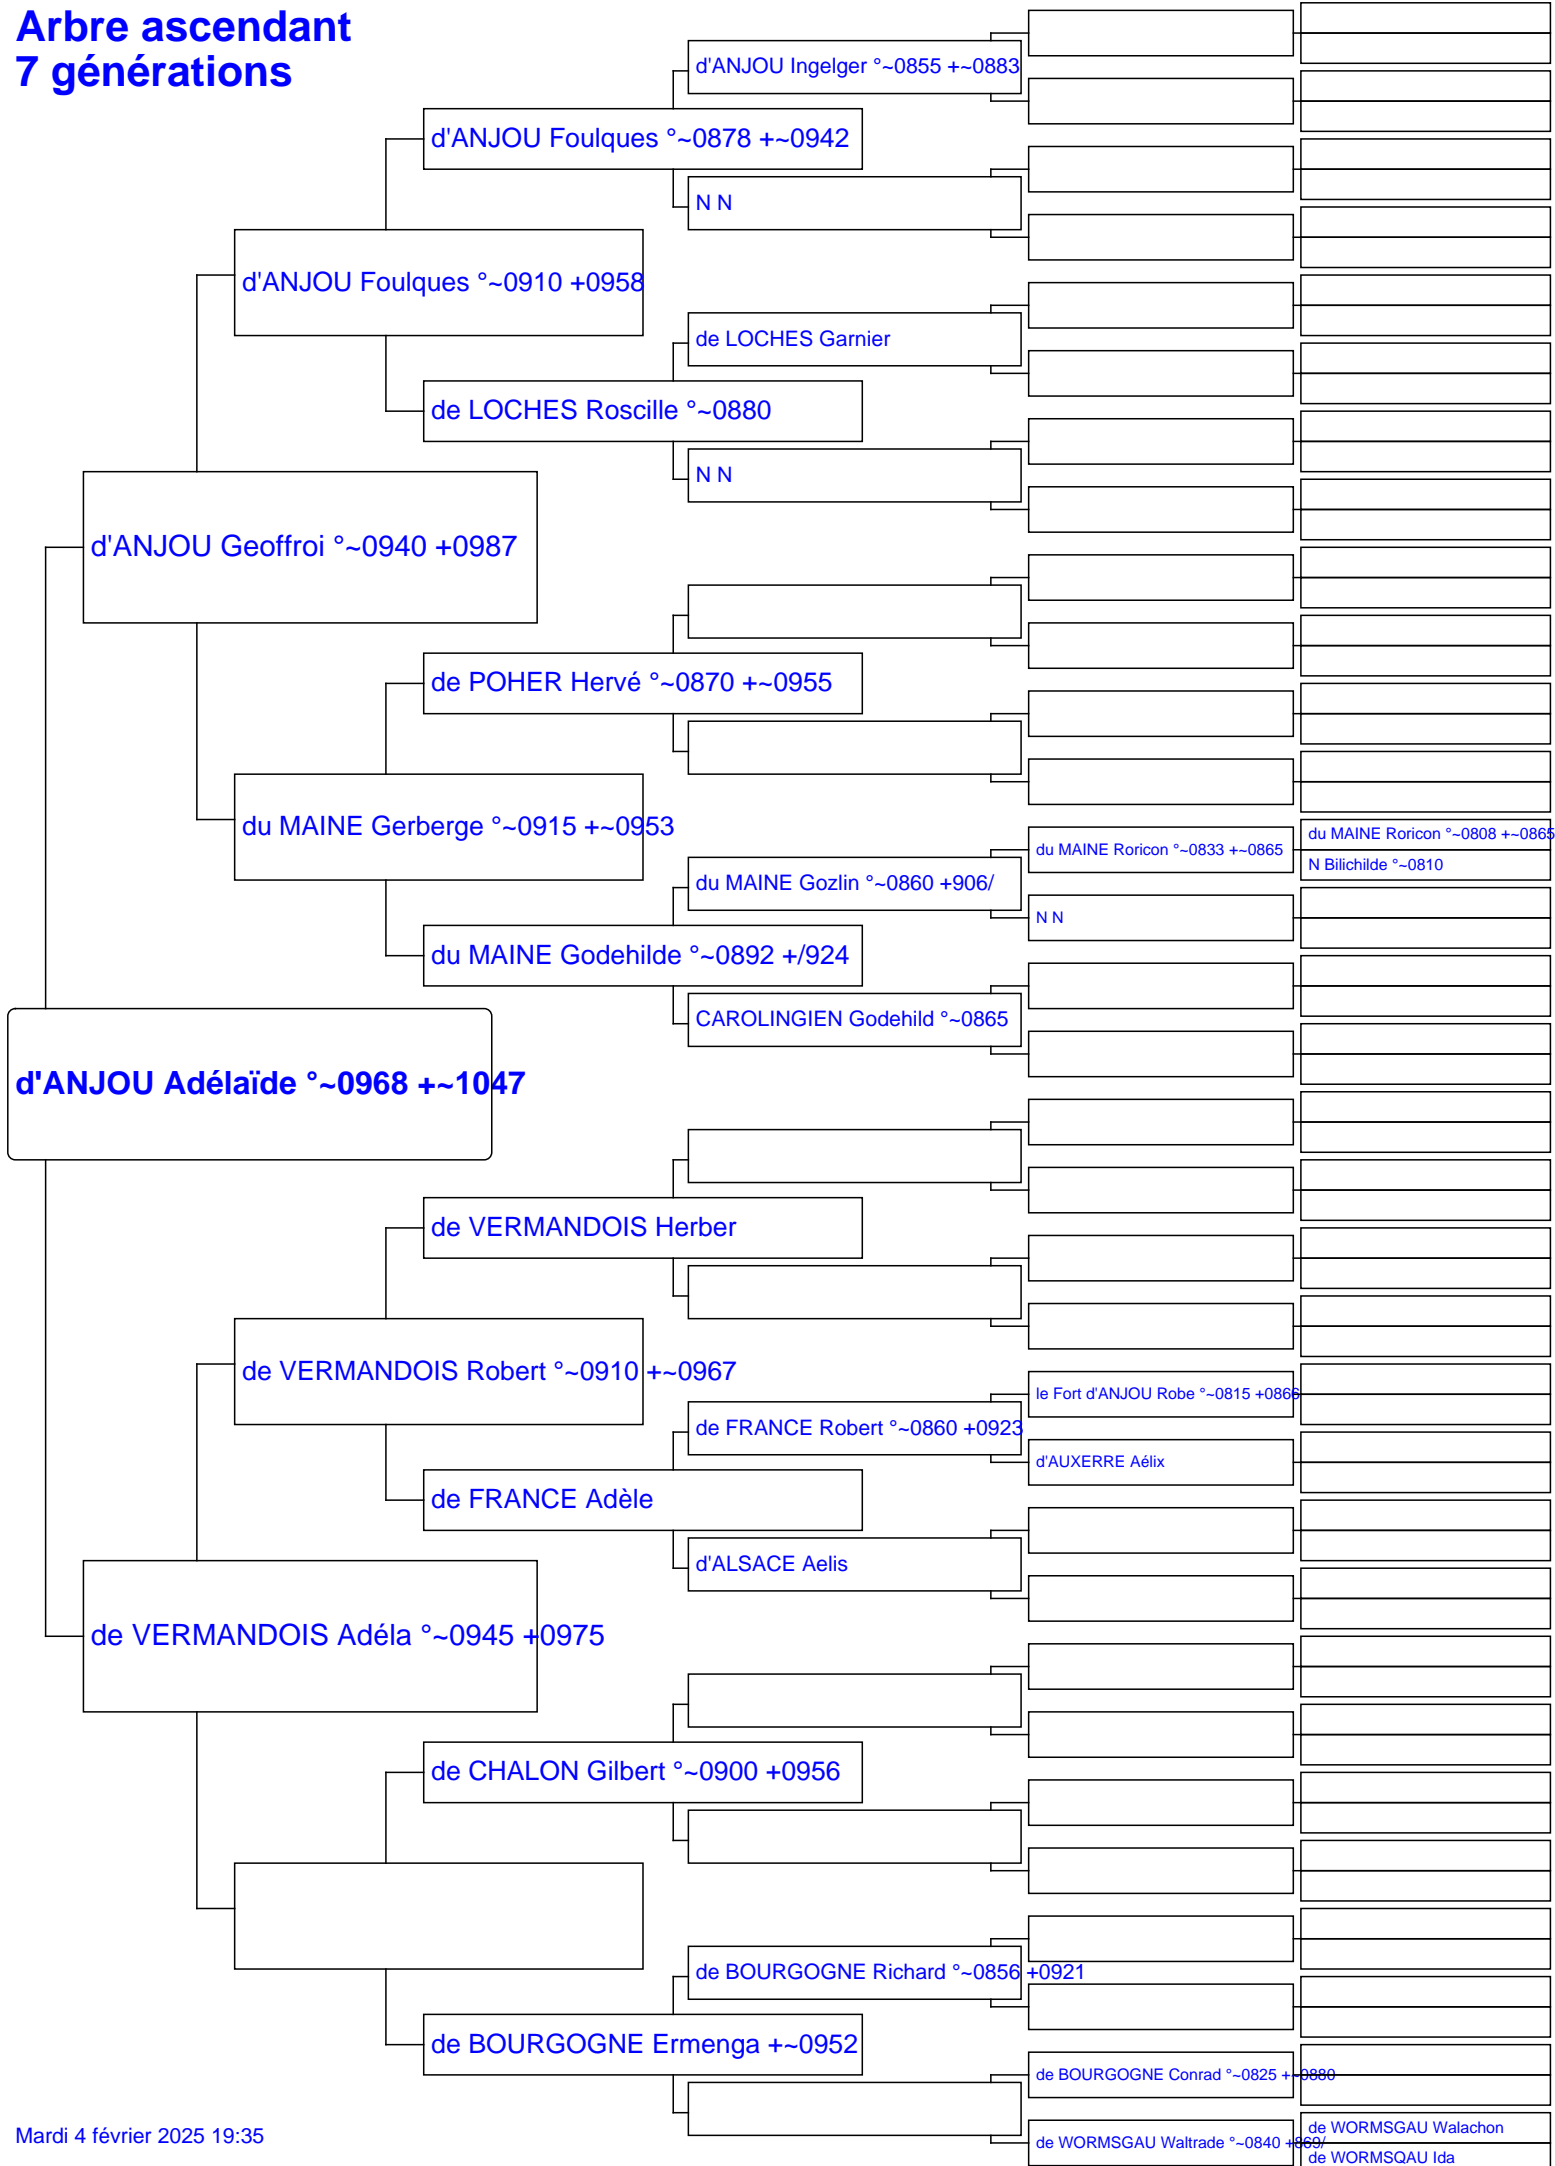 Arbre ascendant
7 générations
d'ANJOU Ingelger °~0855 +~0883
d'ANJOU Foulques °~0878 +~0942
N N
d'ANJOU Foulques °~0910 +0958
de LOCHES Garnier
de LOCHES Roscille °~0880
N N
d'ANJOU Geoffroi °~0940 +0987
de POHER Hervé °~0870 +~0955
du MAINE Gerberge °~0915 +~0953
du MAINE Roricon °~0808 +~0865
du MAINE Roricon °~0833 +~0865
N Bilichilde °~0810
du MAINE Gozlin °~0860 +906/
N N
du MAINE Godehilde °~0892 +/924
CAROLINGIEN Godehild °~0865
d'ANJOU Adélaïde °~0968 +~1047
de VERMANDOIS Herber
de VERMANDOIS Robert °~0910 +~0967
le Fort d'ANJOU Robe °~0815 +0866
de FRANCE Robert °~0860 +0923
d'AUXERRE Aélix
de FRANCE Adèle
d'ALSACE Aelis
de VERMANDOIS Adéla °~0945 +0975
de CHALON Gilbert °~0900 +0956
de BOURGOGNE Richard °~0856 +0921
de BOURGOGNE Ermenga +~0952
de BOURGOGNE Conrad °~0825 +~0880
de WORMSGAU Walachon
de WORMSGAU Waltrade °~0840 +869/
de WORMSQAU Ida
Mardi 4 février 2025 19:35